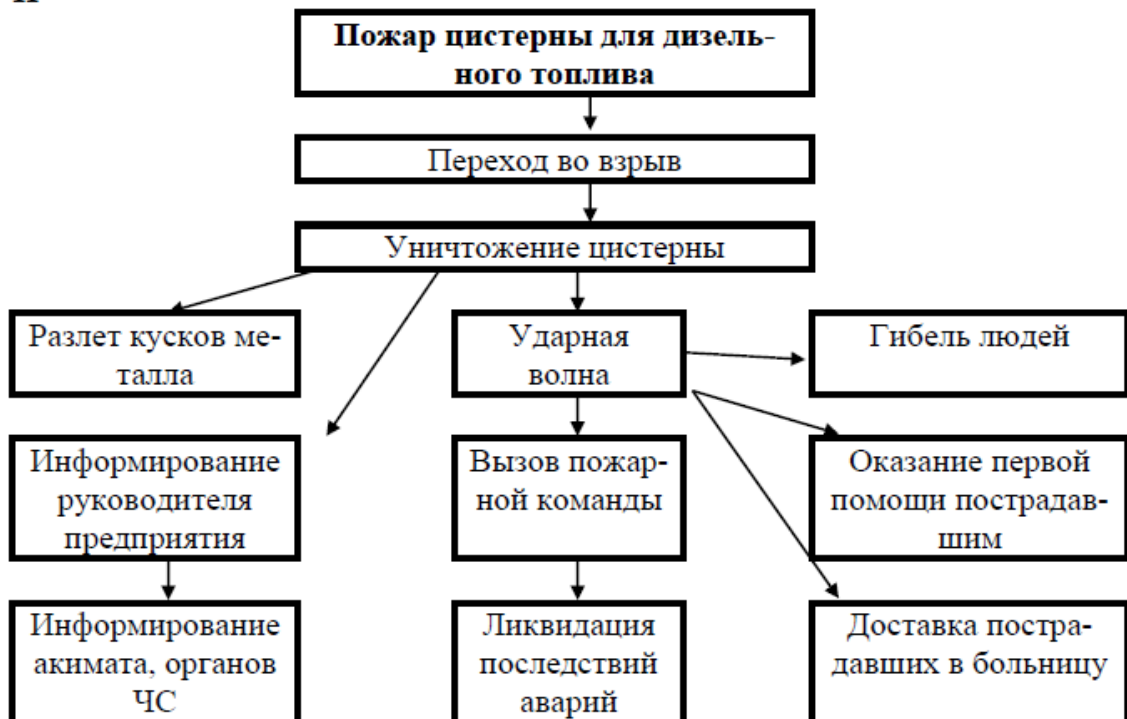 Пожар цистерны для дизель-
ного топлива
Переход во взрыв
Уничтожение цистерны
Разлет кусков ме-
талла
Ударная
волна
Гибель людей
Информирование
руководителя
предприятия
Вызов пожар-
ной команды
Оказание первой
помощи пострадав-
шим
Информирование
акимата, органов
ЧС
Ликвидация
последствий
аварий
Доставка постра-
давших в больницу